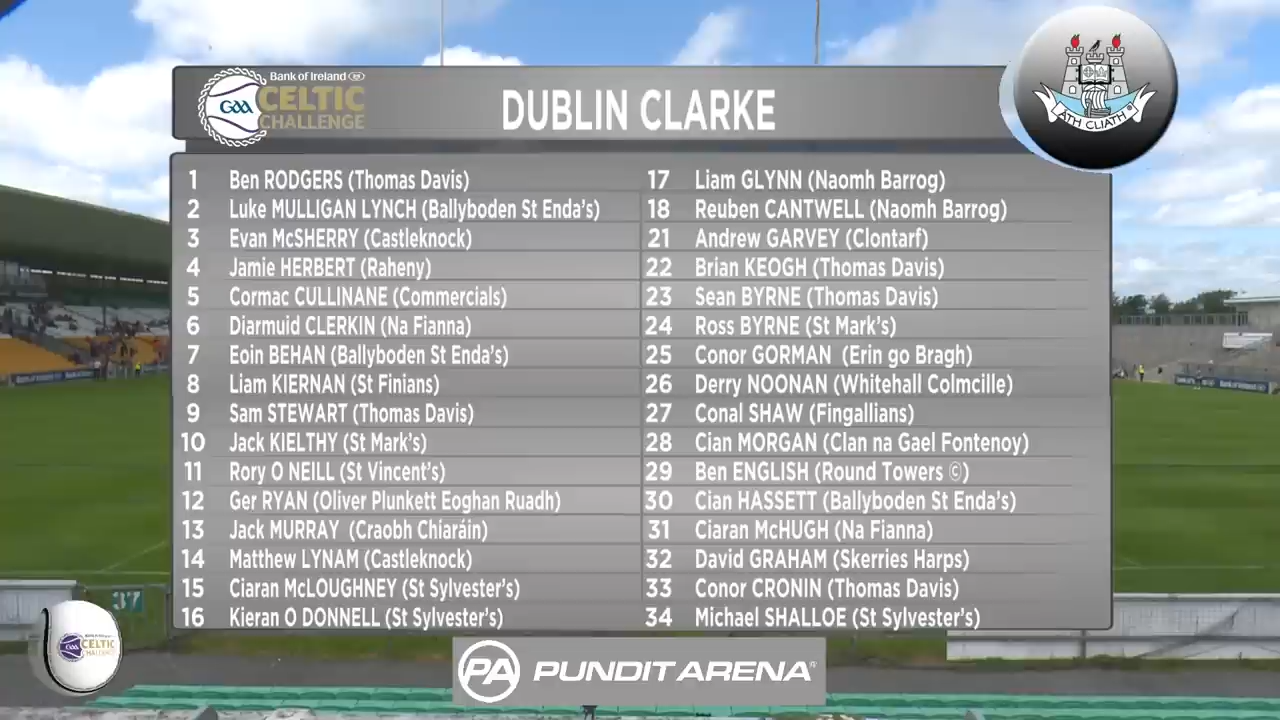 Bank of Ireland
GAA CELTIC CHALLENGE
DUBLIN CLARKE
ÁTH CLIATH
1 Ben RODGERS (Thomas Davis)
2 Luke MULLIGAN LYNCH (Ballyboden St Enda's)
3 Evan McSHERRY (Castleknock)
4 Jamie HERBERT (Raheny)
5 Cormac CULLINANE (Commercials)
6 Diarmuid CLERKIN (Na Fianna)
7 Eoin BEHAN (Ballyboden St Enda's)
8 Liam KIERNAN (St Finians)
9 Sam STEWART (Thomas Davis)
10 Jack KIELTHY (St Mark's)
11 Rory O NEILL (St Vincent's)
12 Ger RYAN (Oliver Plunkett Eoghan Ruadh)
13 Jack MURRAY (Craobh Chíaráin)
14 Matthew LYNAM (Castleknock)
15 Ciaran McLOUGHNEY (St Sylvester's)
16 Kieran O DONNELL (St Sylvester's)
17 Liam GLYNN (Naomh Barrog)
18 Reuben CANTWELL (Naomh Barrog)
21 Andrew GARVEY (Clontarf)
22 Brian KEOGH (Thomas Davis)
23 Sean BYRNE (Thomas Davis)
24 Ross BYRNE (St Mark's)
25 Conor GORMAN (Erin go Bragh)
26 Derry NOONAN (Whitehall Colmcille)
27 Conal SHAW (Fingallians)
28 Cian MORGAN (Clan na Gael Fontenoy)
29 Ben ENGLISH (Round Towers ©)
30 Cian HASSETT (Ballyboden St Enda's)
31 Ciaran McHUGH (Na Fianna)
32 David GRAHAM (Skerries Harps)
33 Conor CRONIN (Thomas Davis)
34 Michael SHALLOE (St Sylvester's)
37
GAA CELTIC CHALLENGE
PA PUNDIT ARENA
Bank of Ireland